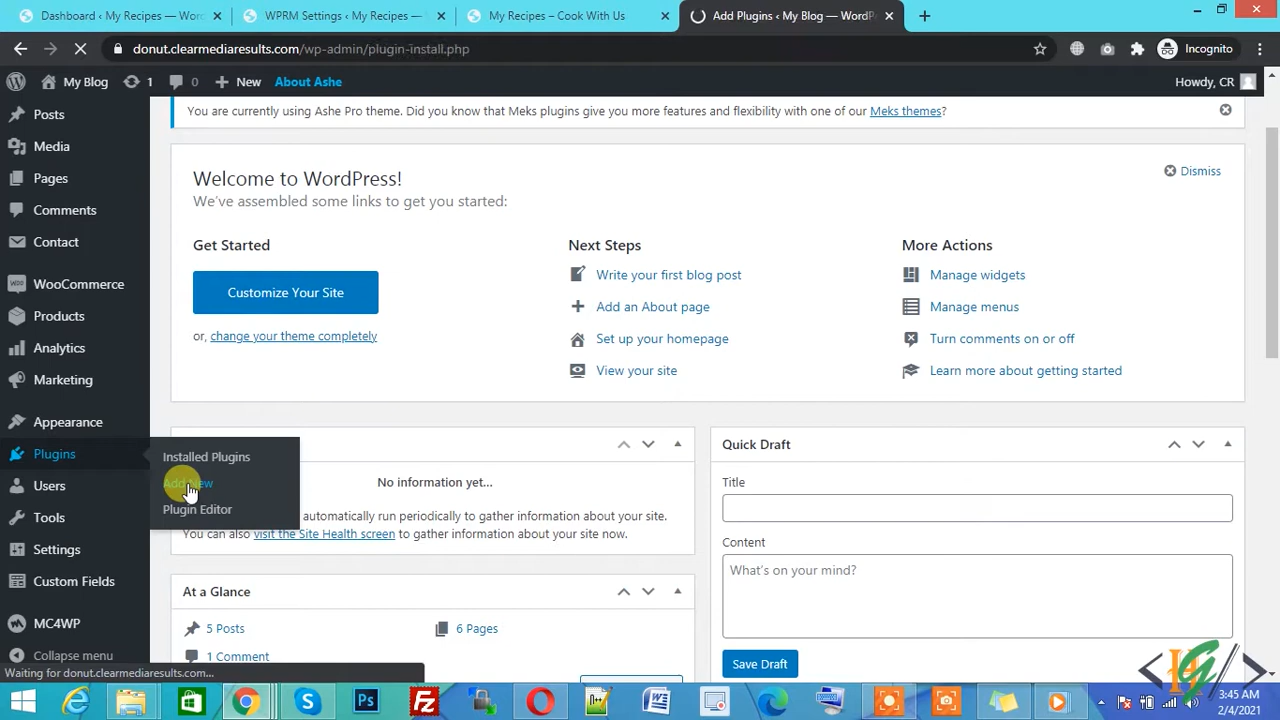 Dashboard ‹ My Recipes — Wor
WPRM Settings ‹ My Recipes —
My Recipes – Cook With Us
Add Plugins ‹ My Blog — WordP
donut.clearmediaresults.com/wp-admin/plugin-install.php
Incognito
My Blog
1
0
New
About Ashe
Howdy, CR
Posts
Media
Pages
Comments
Contact
WooCommerce
Products
Analytics
Marketing
Appearance
Plugins
Users
Tools
Settings
Custom Fields
MC4WP
Collapse menu
Installed Plugins
Add New
Plugin Editor
You are currently using Ashe Pro theme. Did you know that Meks plugins give you more features and flexibility with one of our Meks themes?
Welcome to WordPress!
Dismiss
We've assembled some links to get you started:
Get Started
Customize Your Site
or, change your theme completely
Next Steps
Write your first blog post
Add an About page
Set up your homepage
View your site
More Actions
Manage widgets
Manage menus
Turn comments on or off
Learn more about getting started
No information yet...
automatically run periodically to gather information about your site.
You can also visit the Site Health screen to gather information about your site now.
At a Glance
5 Posts
6 Pages
1 Comment
Quick Draft
Title
Content
What's on your mind?
Save Draft
Waiting for donut.clearmediaresults.com...
3:45 AM
2/4/2021